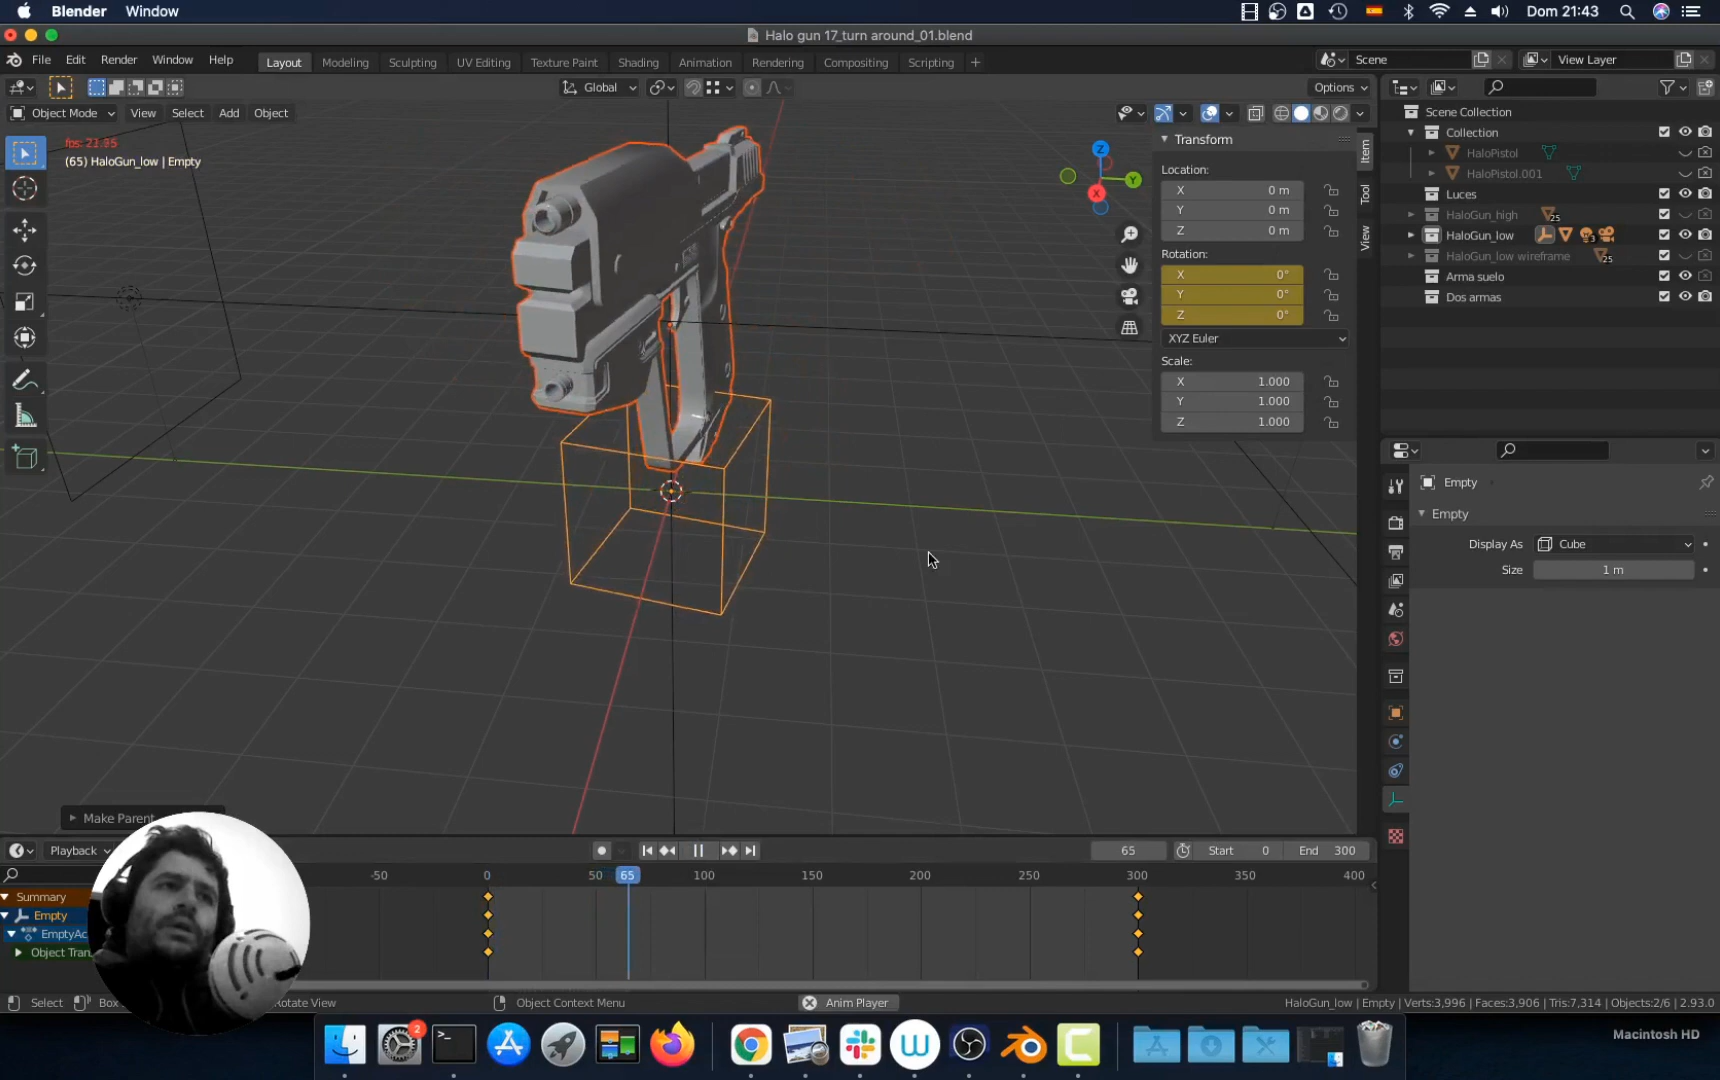 Blender Window
Dom 21:43
Halo gun 17_turn around_01.blend
File Edit Render Window Help
Layout Modeling Sculpting UV Editing Texture Paint Shading Animation Rendering Compositing Scripting +
Scene
View Layer
Global
Options
Object Mode View Select Add Object
fps: 21.95
(65) HaloGun_low | Empty
Z
Y
X
Transform
Location:
X 0 m
Y 0 m
Z 0 m
Rotation:
X 0°
Y 0°
Z 0°
XYZ Euler
Scale:
X 1.000
Y 1.000
Z 1.000
Item
Tool
View
Scene Collection
Collection
HaloPistol
HaloPistol.001
Luces
HaloGun_high 25
HaloGun_low 3
HaloGun_low wireframe 25
Arma suelo
Dos armas
Empty
Empty
Display As Cube
Size 1 m
Make Parent
Playback
65 Start 0 End 300
-50 0 50 65 100 150 200 250 300 350 400
Summary
Empty
EmptyAc
Object Tran
Select Box Rotate View Object Context Menu Anim Player HaloGun_low | Empty | Verts:3,996 | Faces:3,906 | Tris:7,314 | Objects:2/6 | 2.93.0
2
Macintosh HD